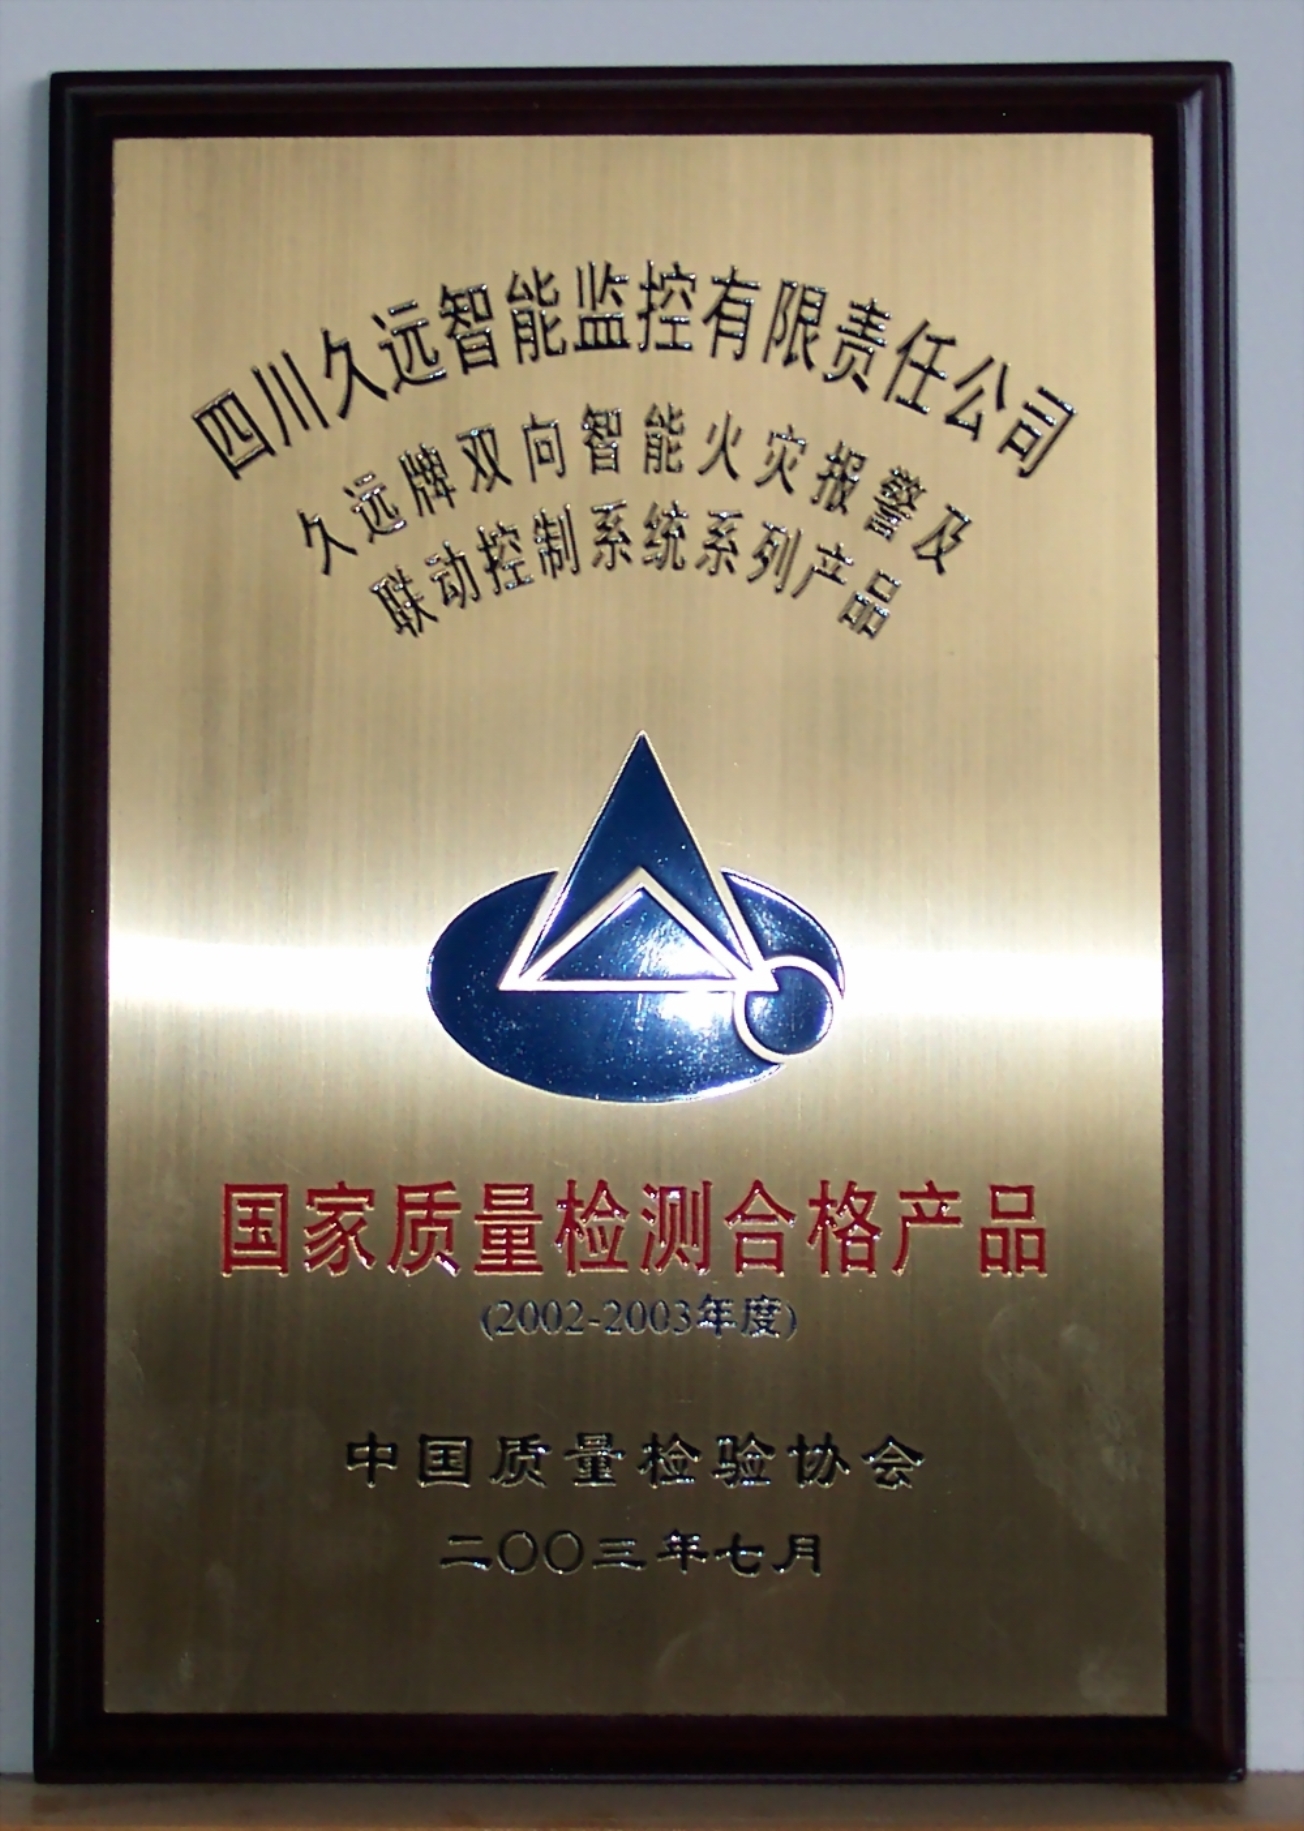 四川久远智能监控有限责任公司
久远牌双向智能火灾报警及
联动控制系统系列产品
国家质量检测合格产品
(2002-2003年度)
中国质量检验协会
二〇〇三年七月